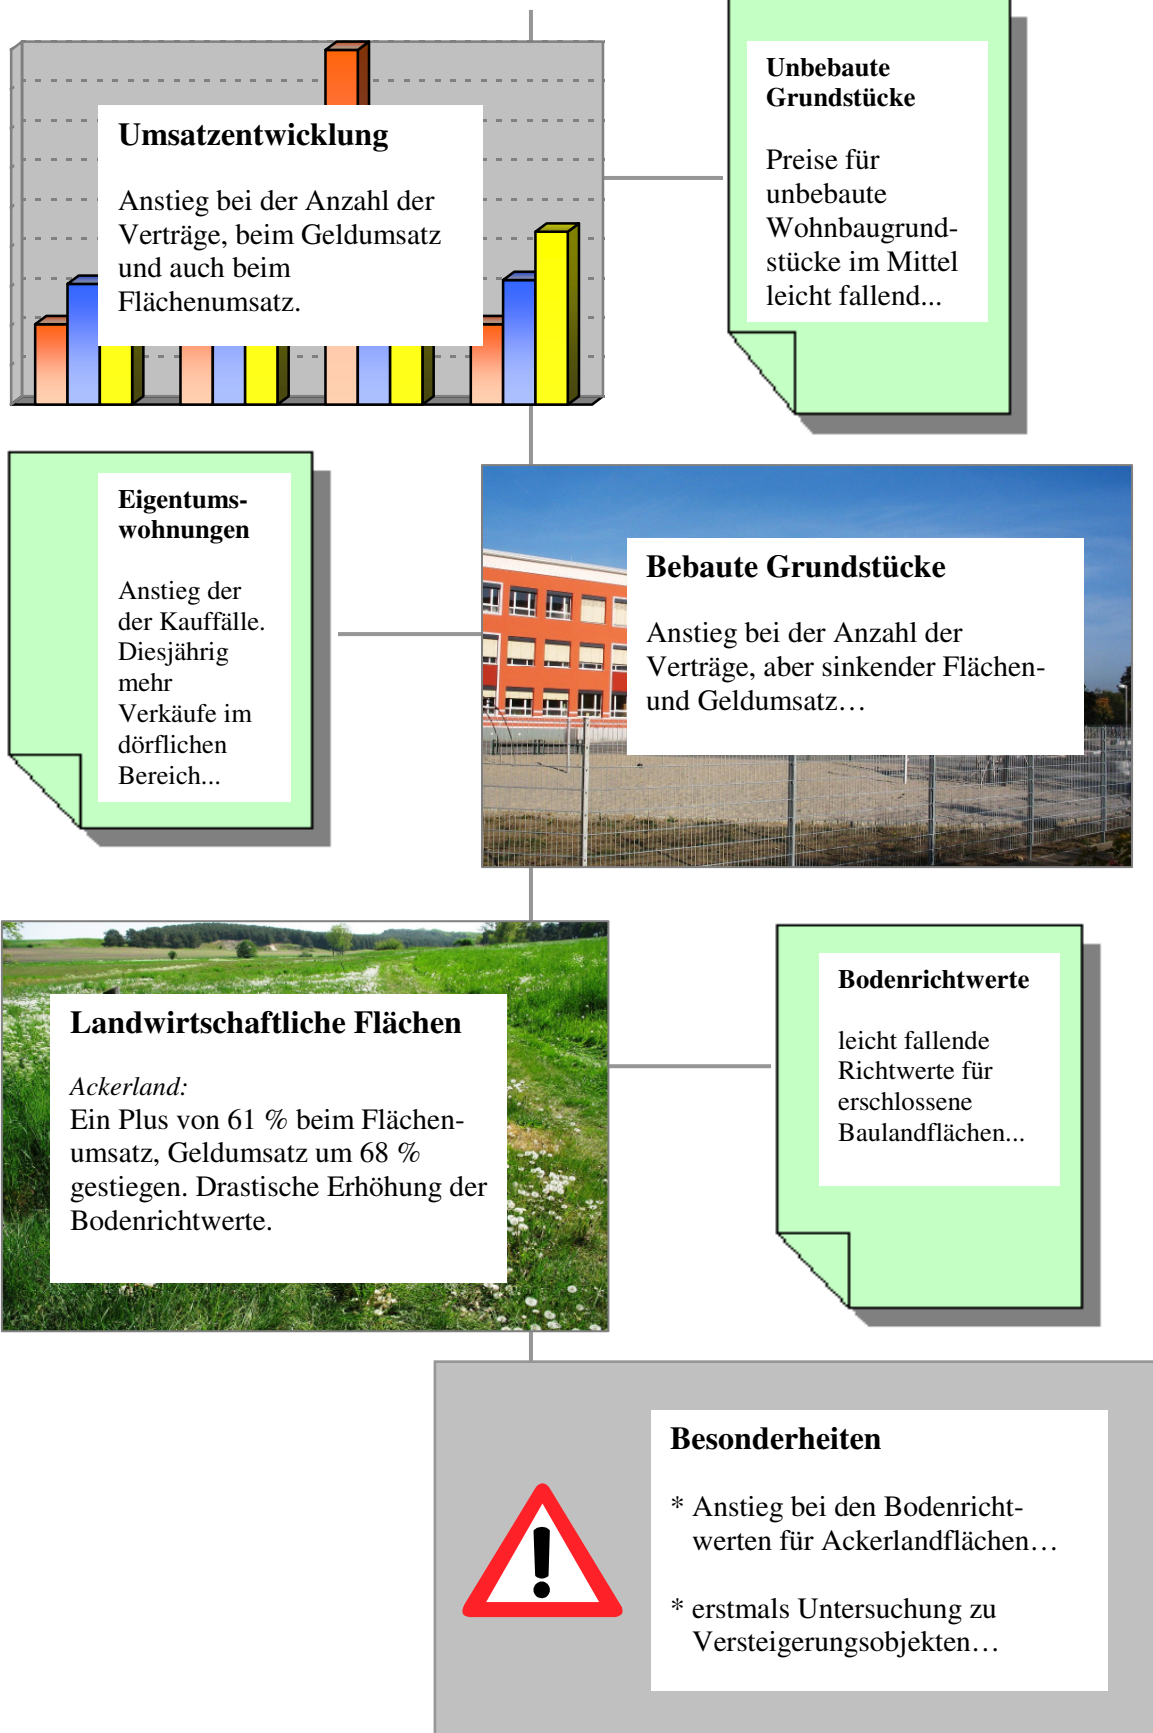 Umsatzentwicklung
Anstieg bei der Anzahl der
Verträge, beim Geldumsatz
und auch beim
Flächenumsatz.
Unbebaute
Grundstücke
Preise für
unbebaute
Wohnbaugrund-
stücke im Mittel
leicht fallend...
Eigentums-
wohnungen
Anstieg der
der Kauffälle.
Diesjährig
mehr
Verkäufe im
dörflichen
Bereich...
Bebaute Grundstücke
Anstieg bei der Anzahl der
Verträge, aber sinkender Flächen-
und Geldumsatz…
Landwirtschaftliche Flächen
Ackerland:
Ein Plus von 61 % beim Flächen-
umsatz, Geldumsatz um 68 %
gestiegen. Drastische Erhöhung der
Bodenrichtwerte.
Bodenrichtwerte
leicht fallende
Richtwerte für
erschlossene
Baulandflächen...
Besonderheiten
* Anstieg bei den Bodenricht-
werten für Ackerlandflächen…
* erstmals Untersuchung zu
Versteigerungsobjekten…